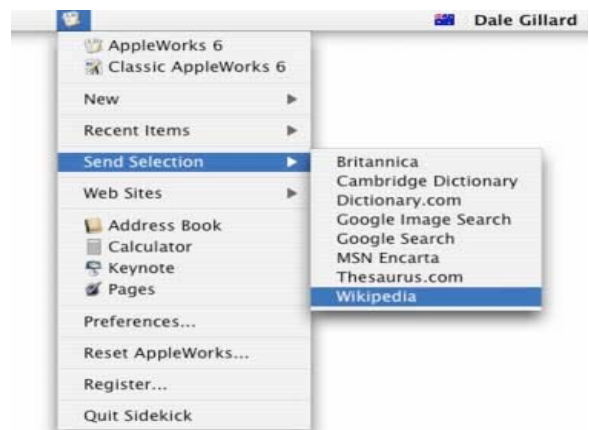 Dale Gillard
AppleWorks 6
Classic AppleWorks 6
New
Recent Items
Send Selection
Web Sites
Address Book
Calculator
Keynote
Pages
Preferences...
Reset AppleWorks...
Register...
Quit Sidekick
Britannica
Cambridge Dictionary
Dictionary.com
Google Image Search
Google Search
MSN Encarta
Thesaurus.com
Wikipedia